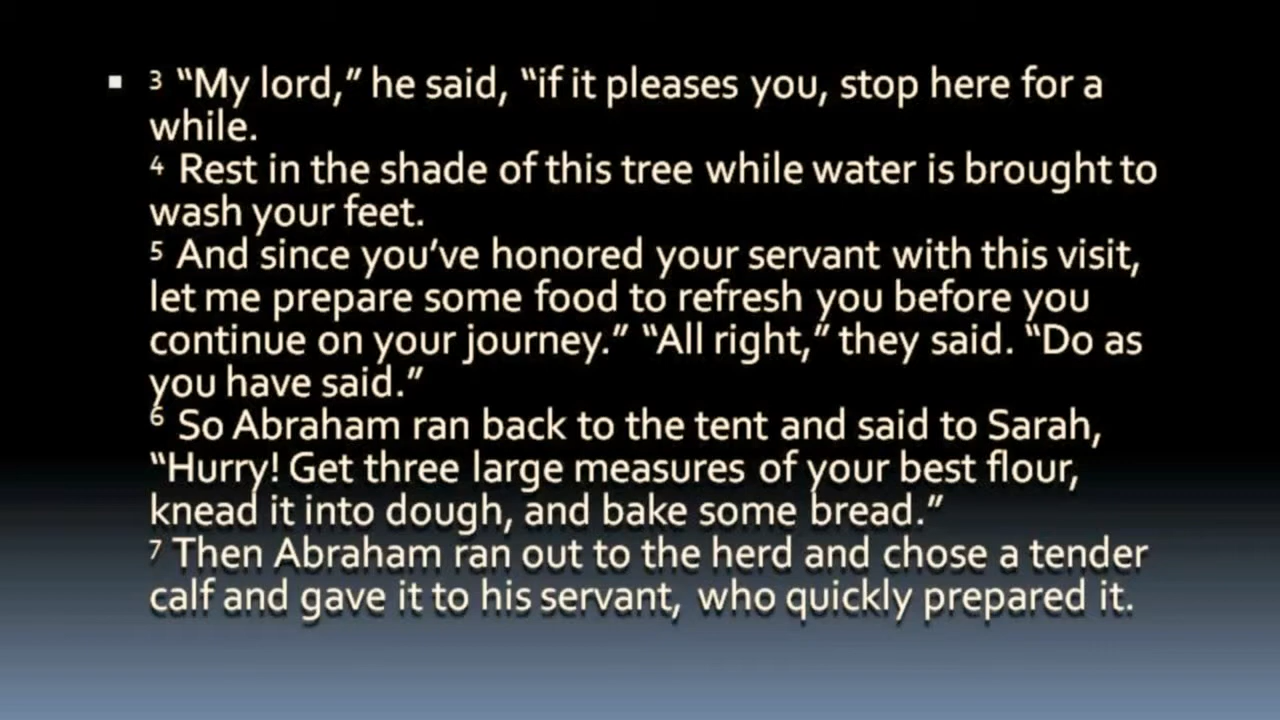 ▪ ³ “My lord,” he said, “if it pleases you, stop here for a
while.
⁴ Rest in the shade of this tree while water is brought to
wash your feet.
⁵ And since you’ve honored your servant with this visit,
let me prepare some food to refresh you before you
continue on your journey.” “All right,” they said. “Do as
you have said.”
⁶ So Abraham ran back to the tent and said to Sarah,
“Hurry! Get three large measures of your best flour,
knead it into dough, and bake some bread.”
⁷ Then Abraham ran out to the herd and chose a tender
calf and gave it to his servant, who quickly prepared it.